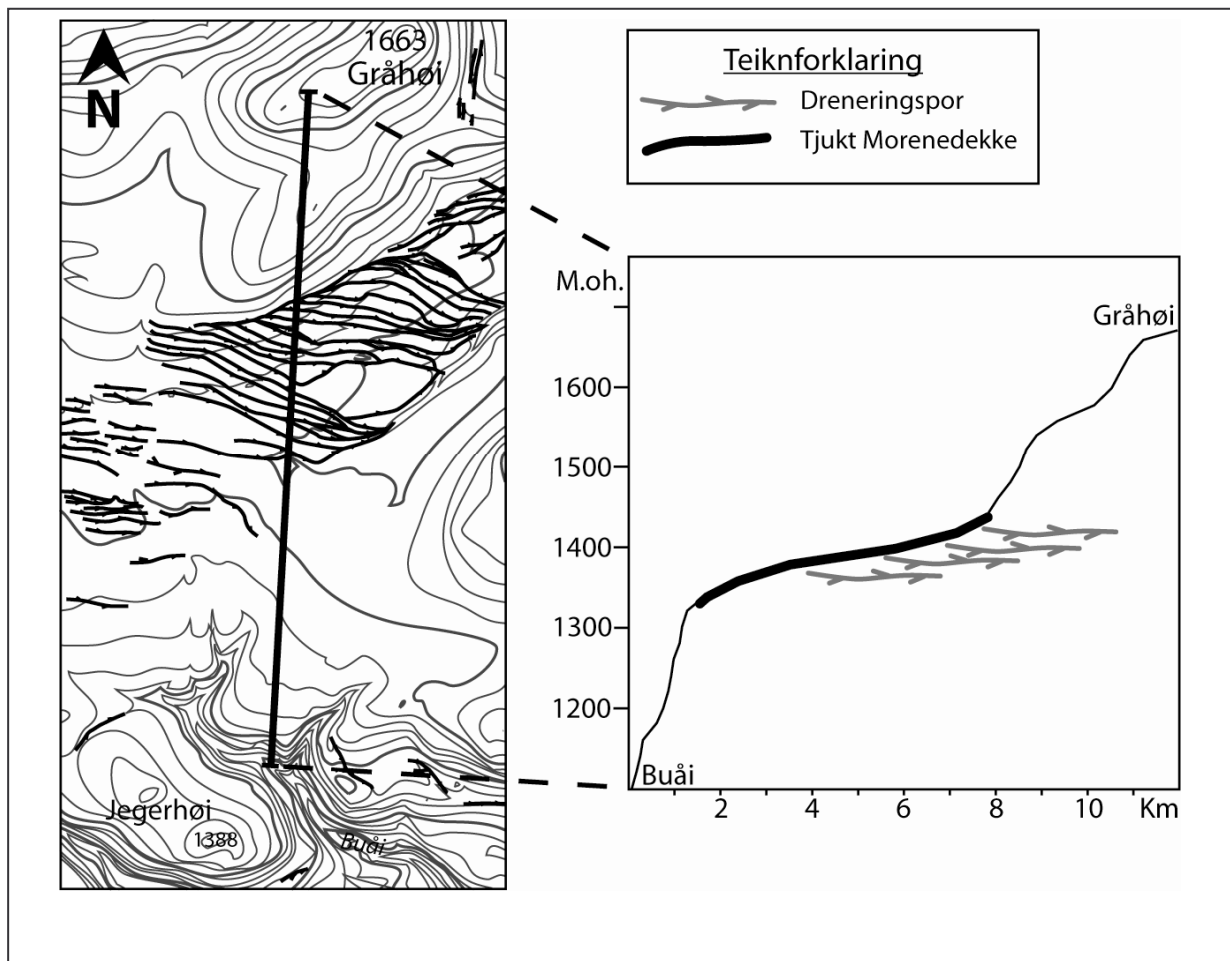 1663
Gråhøi
N
Jegerhøi
1388
Buåi
Teiknforklaring
Dreneringspor
Tjukt Morenedekke
M.oh.
Gråhøi
1600
1500
1400
1300
1200
Buåi
2 4 6 8 10 Km